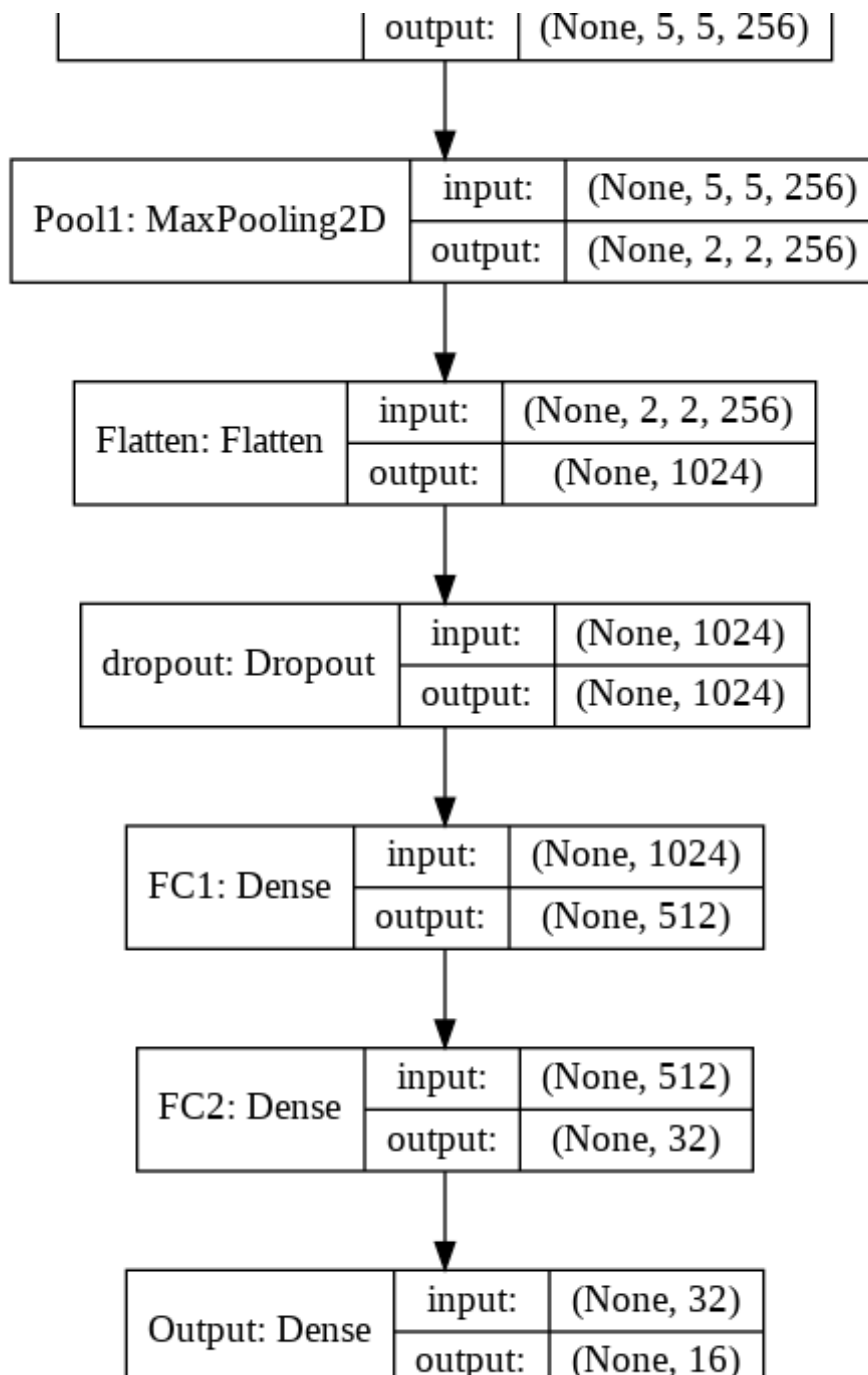 output: (None, 5, 5, 256)
Pool1: MaxPooling2D
input: (None, 5, 5, 256)
output: (None, 2, 2, 256)
Flatten: Flatten
input: (None, 2, 2, 256)
output: (None, 1024)
dropout: Dropout
input: (None, 1024)
output: (None, 1024)
FC1: Dense
input: (None, 1024)
output: (None, 512)
FC2: Dense
input: (None, 512)
output: (None, 32)
Output: Dense
input: (None, 32)
output: (None, 16)